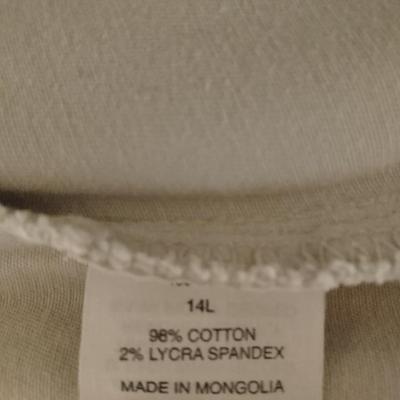 14L
98% COTTON
2% LYCRA SPANDEX
MADE IN MONGOLIA